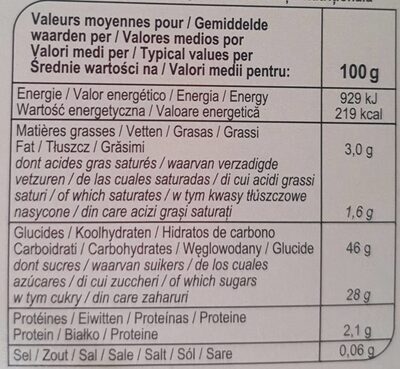 Valeurs moyennes pour / Gemiddelde
waarden per / Valores medios por
Valori medi per / Typical values per
Średnie wartości na / Valori medii pentru:
100 g
Energie / Valor energético / Energia / Energy
Wartość energetyczna / Valoare energetică
929 kJ
219 kcal
Matières grasses / Vetten / Grasas / Grassi
Fat / Tłuszcz / Grăsimi
3,0 g
dont acides gras saturés / waarvan verzadigde
vetzuren / de las cuales saturadas / di cui acidi grassi
saturi / of which saturates / w tym kwasy tłuszczowe
nasycone / din care acizi grași saturați
1,6 g
Glucides / Koolhydraten / Hidratos de carbono
Carboidrati / Carbohydrates / Węglowodany / Glucide
46 g
dont sucres / waarvan suikers / de los cuales
azúcares / di cui zuccheri / of which sugars
w tym cukry / din care zaharuri
28 g
Protéines / Eiwitten / Proteínas / Proteine
Protein / Białko / Proteine
2,1 g
Sel / Zout / Sal / Sale / Salt / Sól / Sare
0,06 g